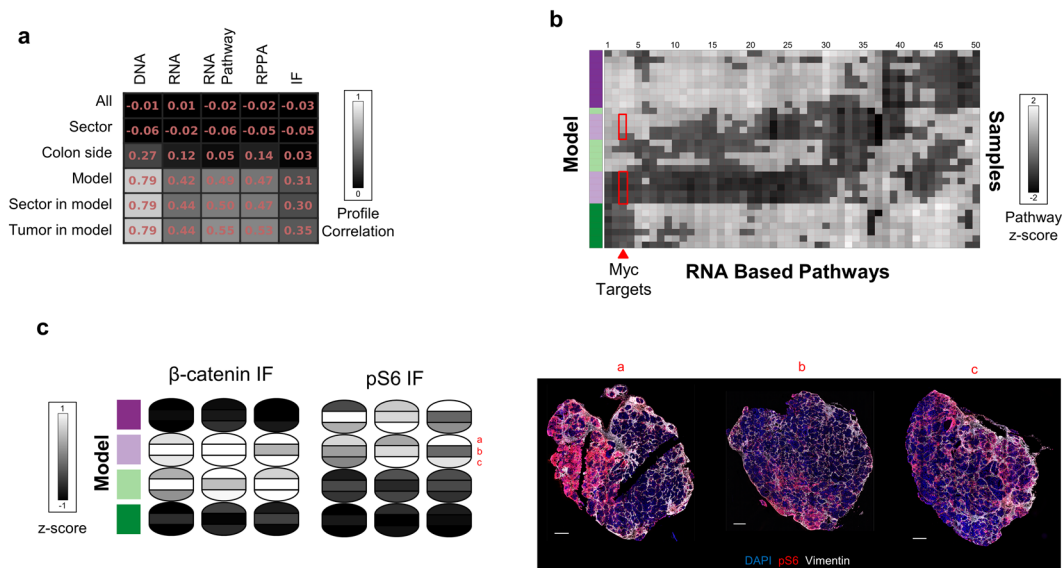 a
DNA
RNA
RNA
Pathway
RPPA
IF
All
-0.01 0.01 -0.02 -0.02 -0.03
Sector
-0.06 -0.02 -0.06 -0.05 -0.05
Colon side
0.27 0.12 0.05 0.14 0.03
Model
0.79 0.42 0.47 0.31
Sector in model
0.79 0.44 0.47 0.30
Tumor in model
0.79 0.44 0.55 0.35
1
0
Profile
Correlation
b
1 5 10 15 20 25 30 35 40 45 50
Model
Samples
2
-2
Pathway
z-score
Myc
Targets
RNA Based Pathways
c
β-catenin IF
pS6 IF
1
-1
z-score
Model
a
b
c
a
b
c
DAPI pS6 Vimentin